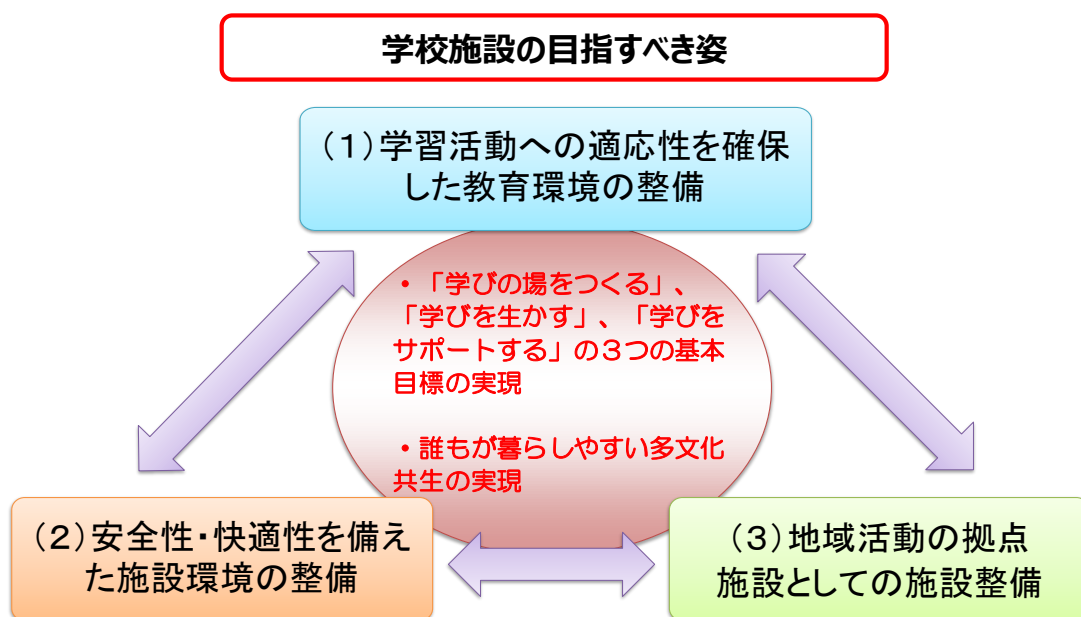 学校施設の目指すべき姿
（１）学習活動への適応性を確保
した教育環境の整備
・「学びの場をつくる」、
「学びを生かす」、「学びを
サポートする」の３つの基本
目標の実現
・誰もが暮らしやすい多文化
共生の実現
（２）安全性・快適性を備え
た施設環境の整備
（３）地域活動の拠点
施設としての施設整備